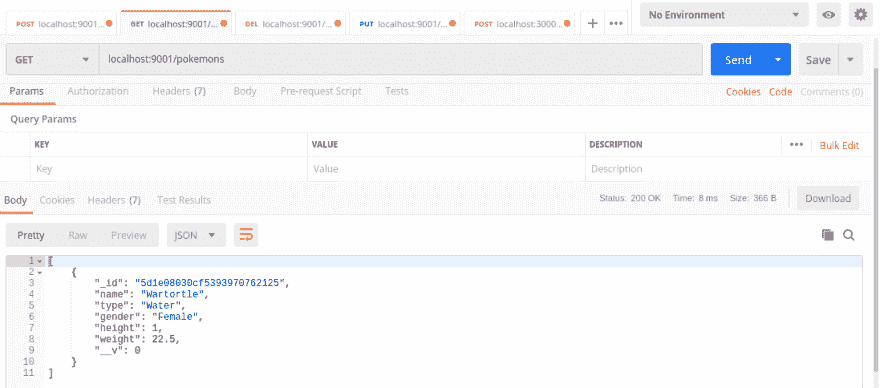 POST localhost:9001... GET localhost:9001/... DEL localhost:9001/... PUT localhost:9001/... POST localhost:3000... + ••• No Environment
GET localhost:9001/pokemons Send Save
Params Authorization Headers (7) Body Pre-request Script Tests Cookies Code Comments (0)
Query Params
KEY VALUE DESCRIPTION ••• Bulk Edit
Key Value Description
Body Cookies Headers (7) Test Results Status: 200 OK Time: 8 ms Size: 366 B Download
Pretty Raw Preview JSON
1 [
2 {
3 "_id": "5d1e08030cf5393970762125",
4 "name": "Wartortle",
5 "type": "Water",
6 "gender": "Female",
7 "height": 1,
8 "weight": 22.5,
9 "__v": 0
10 }
11 ]